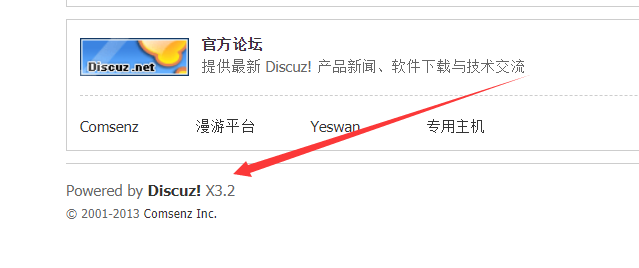 Discuz.net
官方论坛
提供最新 Discuz! 产品新闻、软件下载与技术交流
Comsenz 漫游平台 Yeswan 专用主机
Powered by Discuz! X3.2
© 2001-2013 Comsenz Inc.